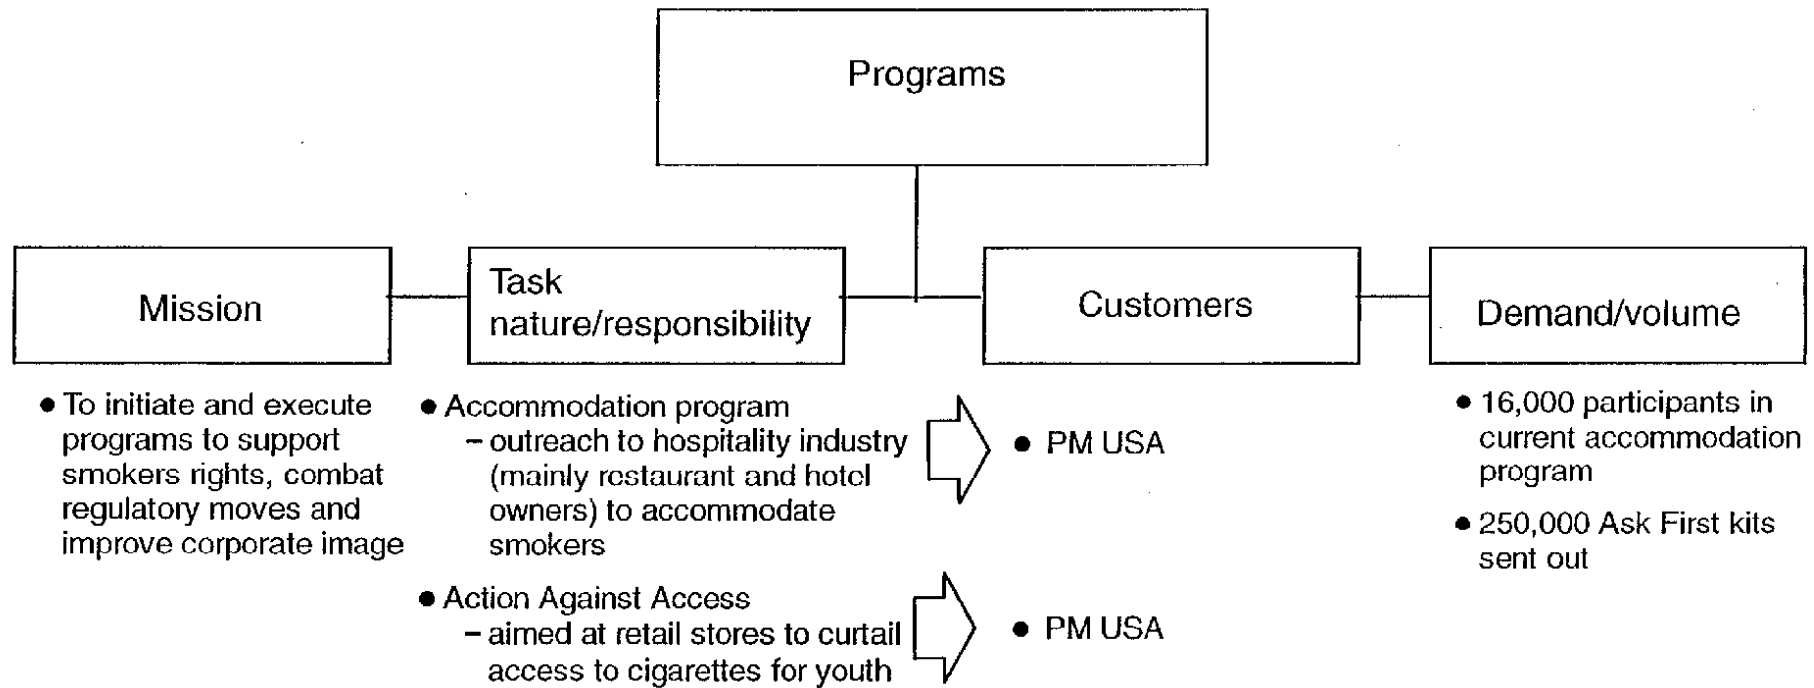 Programs
Mission
Task
nature/responsibility
Customers
Demand/volume
● To initiate and execute
programs to support
smokers rights, combat
regulatory moves and
improve corporate image
● Accommodation program
– outreach to hospitality industry
(mainly restaurant and hotel
owners) to accommodate
smokers
● PM USA
● Action Against Access
– aimed at retail stores to curtail
access to cigarettes for youth
● PM USA
● 16,000 participants in
current accommodation
program
● 250,000 Ask First kits
sent out